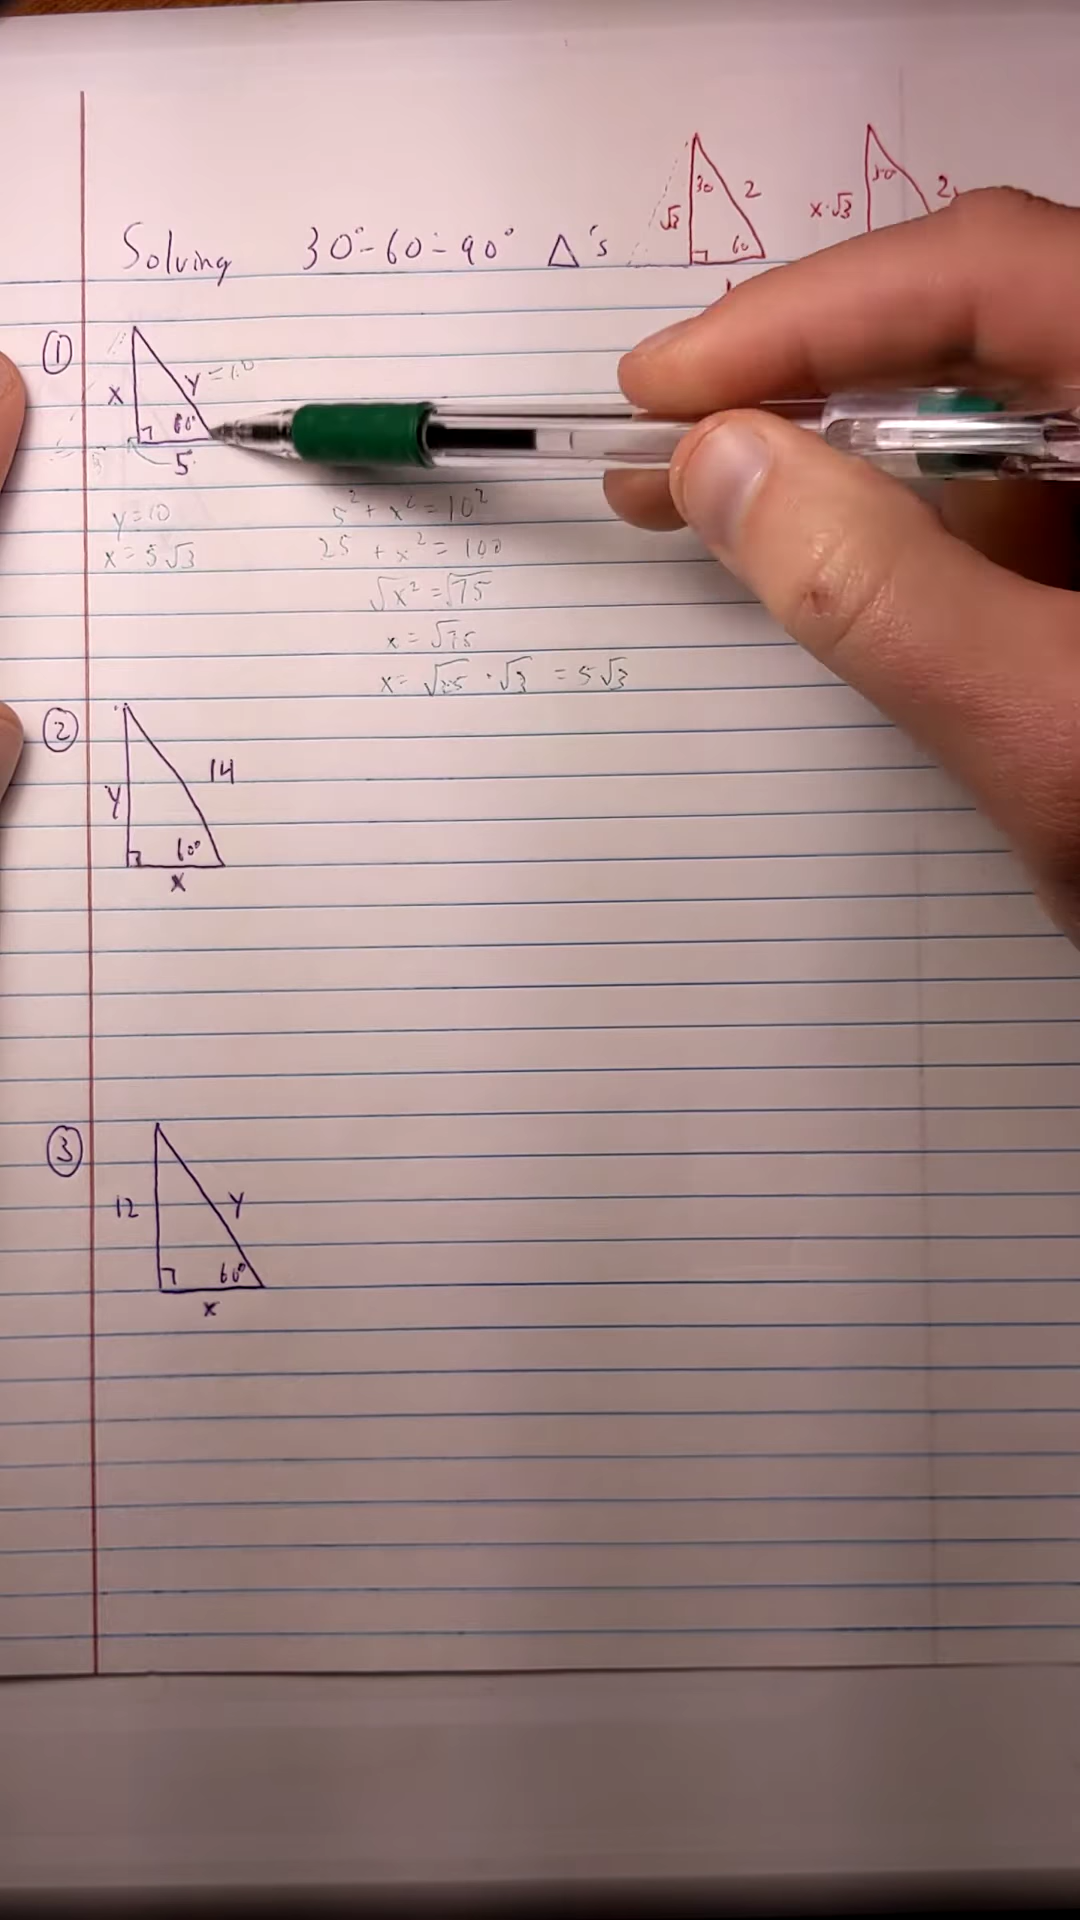 Solving 30°-60°-90° Δ's
30 2
√3 60
30 2
x·√3
①
x y = 10
60°
5
y = 10
x = 5√3
5² + x² = 10²
25 + x² = 100
√x² = √75
x = √75
x = √25 · √3 = 5√3
②
14
y
60°
x
③
12 y
60°
x